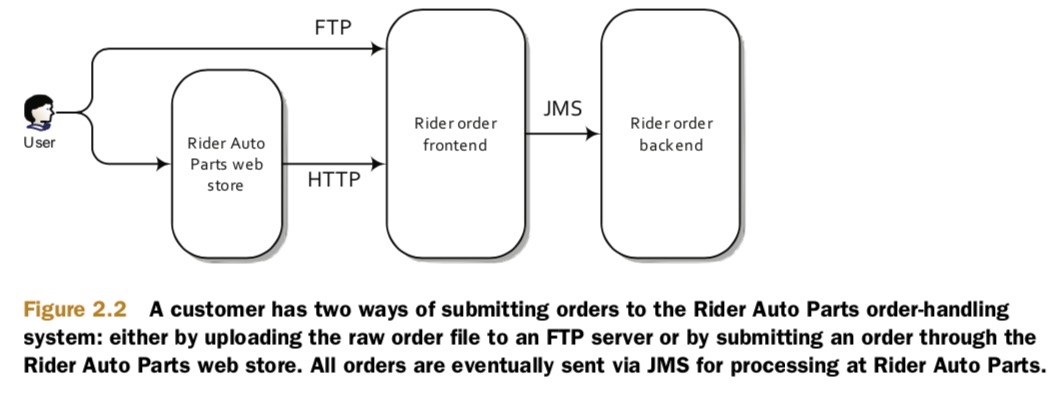 FTP
User
Rider Auto
Parts web
store
HTTP
Rider order
frontend
JMS
Rider order
backend
Figure 2.2 A customer has two ways of submitting orders to the Rider Auto Parts order-handling
system: either by uploading the raw order file to an FTP server or by submitting an order through the
Rider Auto Parts web store. All orders are eventually sent via JMS for processing at Rider Auto Parts.